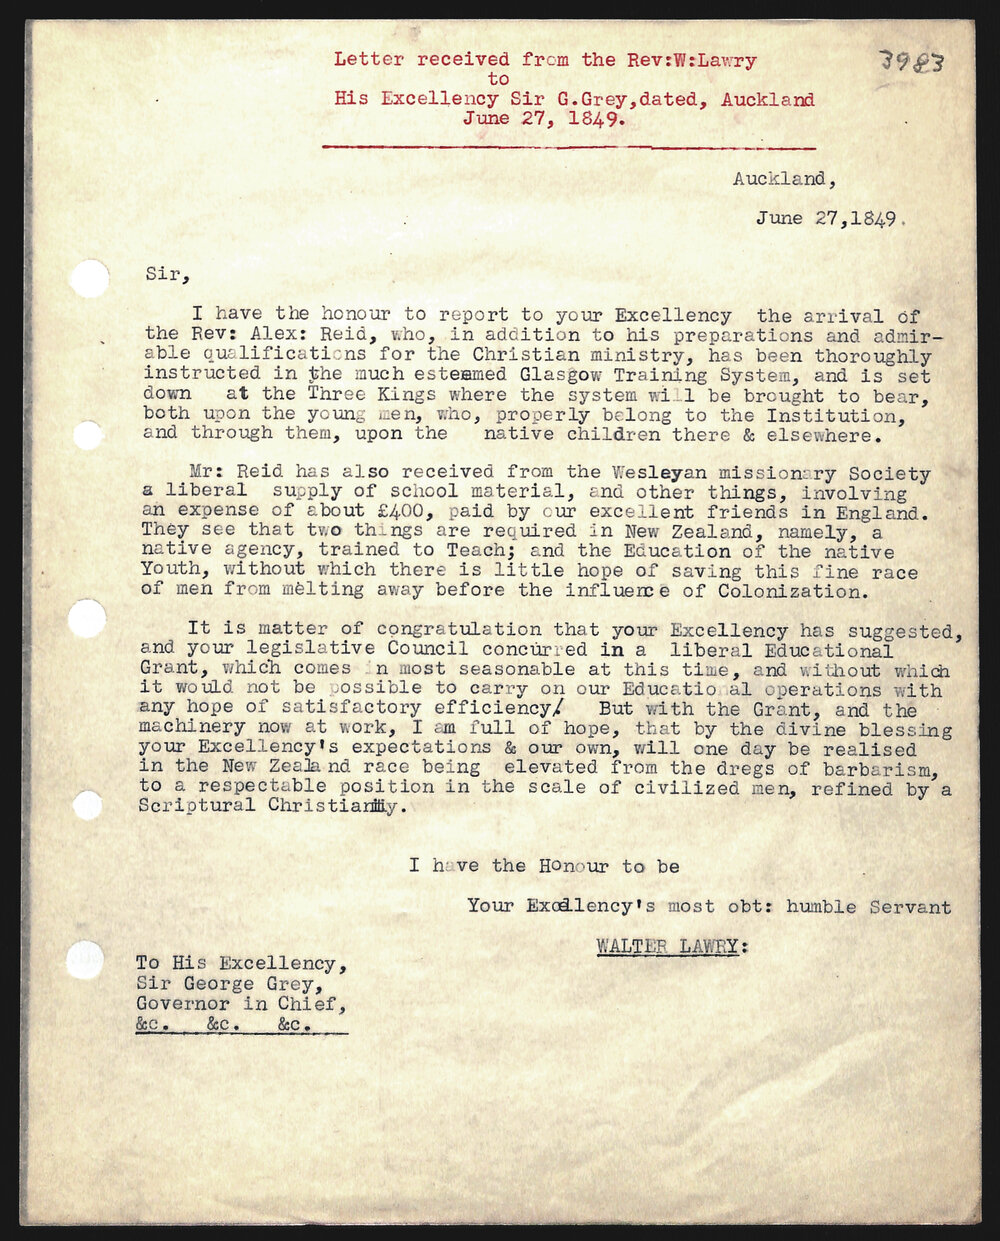 Letter received from the Rev:W:Lawry
3983
to
His Excellency Sir G.Grey,dated, Auckland
June 27, 1849.
Auckland,
June 27,1849.
Sir,
I have the honour to report to your Excellency the arrival of
the Rev: Alex: Reid, who, in addition to his preparations and admir-
able qualifications for the Christian ministry, has been thoroughly
instructed in the much esteemed Glasgow Training System, and is set
down at the Three Kings where the system will be brought to bear,
both upon the young men, who, properly belong to the Institution,
and through them, upon the native children there & elsewhere.
Mr: Reid has also received from the Wesleyan missionary Society
a liberal supply of school material, and other things, involving
an expense of about £400, paid by our excellent friends in England.
They see that two things are required in New Zealand, namely, a
native agency, trained to Teach; and the Education of the native
Youth, without which there is little hope of saving this fine race
of men from melting away before the influence of Colonization.
It is matter of congratulation that your Excellency has suggested,
and your legislative Council concurred in a liberal Educational
Grant, which comes in most seasonable at this time, and without which
it would not be possible to carry on our Educational operations with
any hope of satisfactory efficiency! But with the Grant, and the
machinery now at work, I am full of hope, that by the divine blessing
your Excellency's expectations & our own, will one day be realised
in the New Zealand race being elevated from the dregs of barbarism,
to a respectable position in the scale of civilized men, refined by a
Scriptural Christianity.
I have the Honour to be
Your Excellency's most obt: humble Servant
WALTER LAWRY:
To His Excellency,
Sir George Grey,
Governor in Chief,
&c. &c. &c.